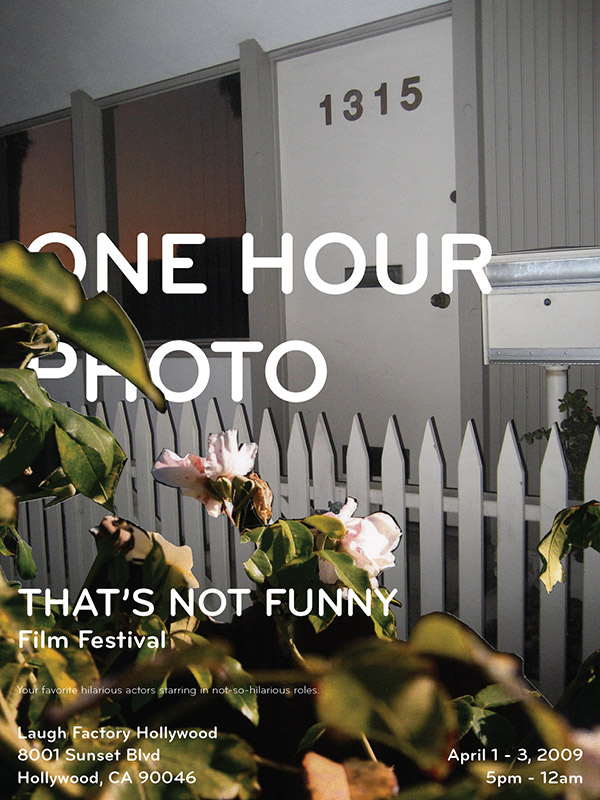 1315
ONE HOUR
PHOTO
THAT'S NOT FUNNY
Film Festival
Your favorite hilarious actors starring in not-so-hilarious roles.
Laugh Factory Hollywood
8001 Sunset Blvd
Hollywood, CA 90046
April 1 - 3, 2009
5pm - 12am